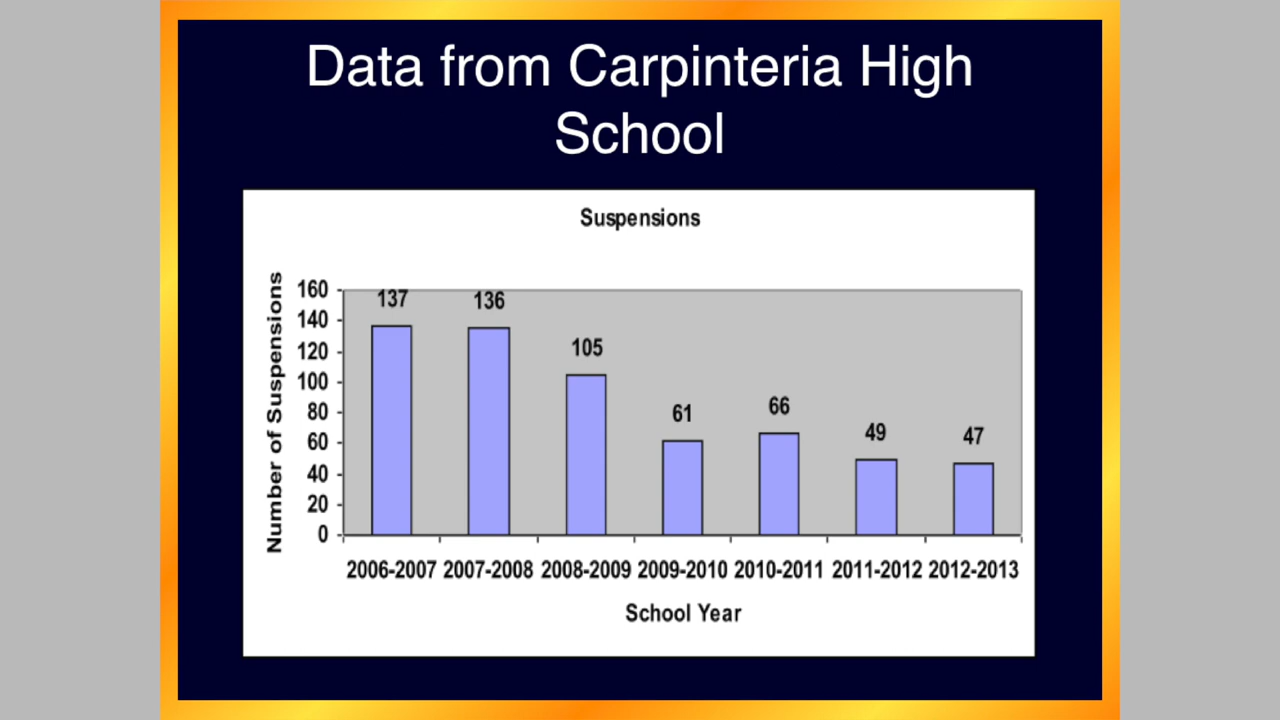 Data from Carpinteria High
School
Suspensions
Number of Suspensions
160
140
120
100
80
60
40
20
0
137
136
105
61
66
49
47
2006-2007 2007-2008 2008-2009 2009-2010 2010-2011 2011-2012 2012-2013
School Year